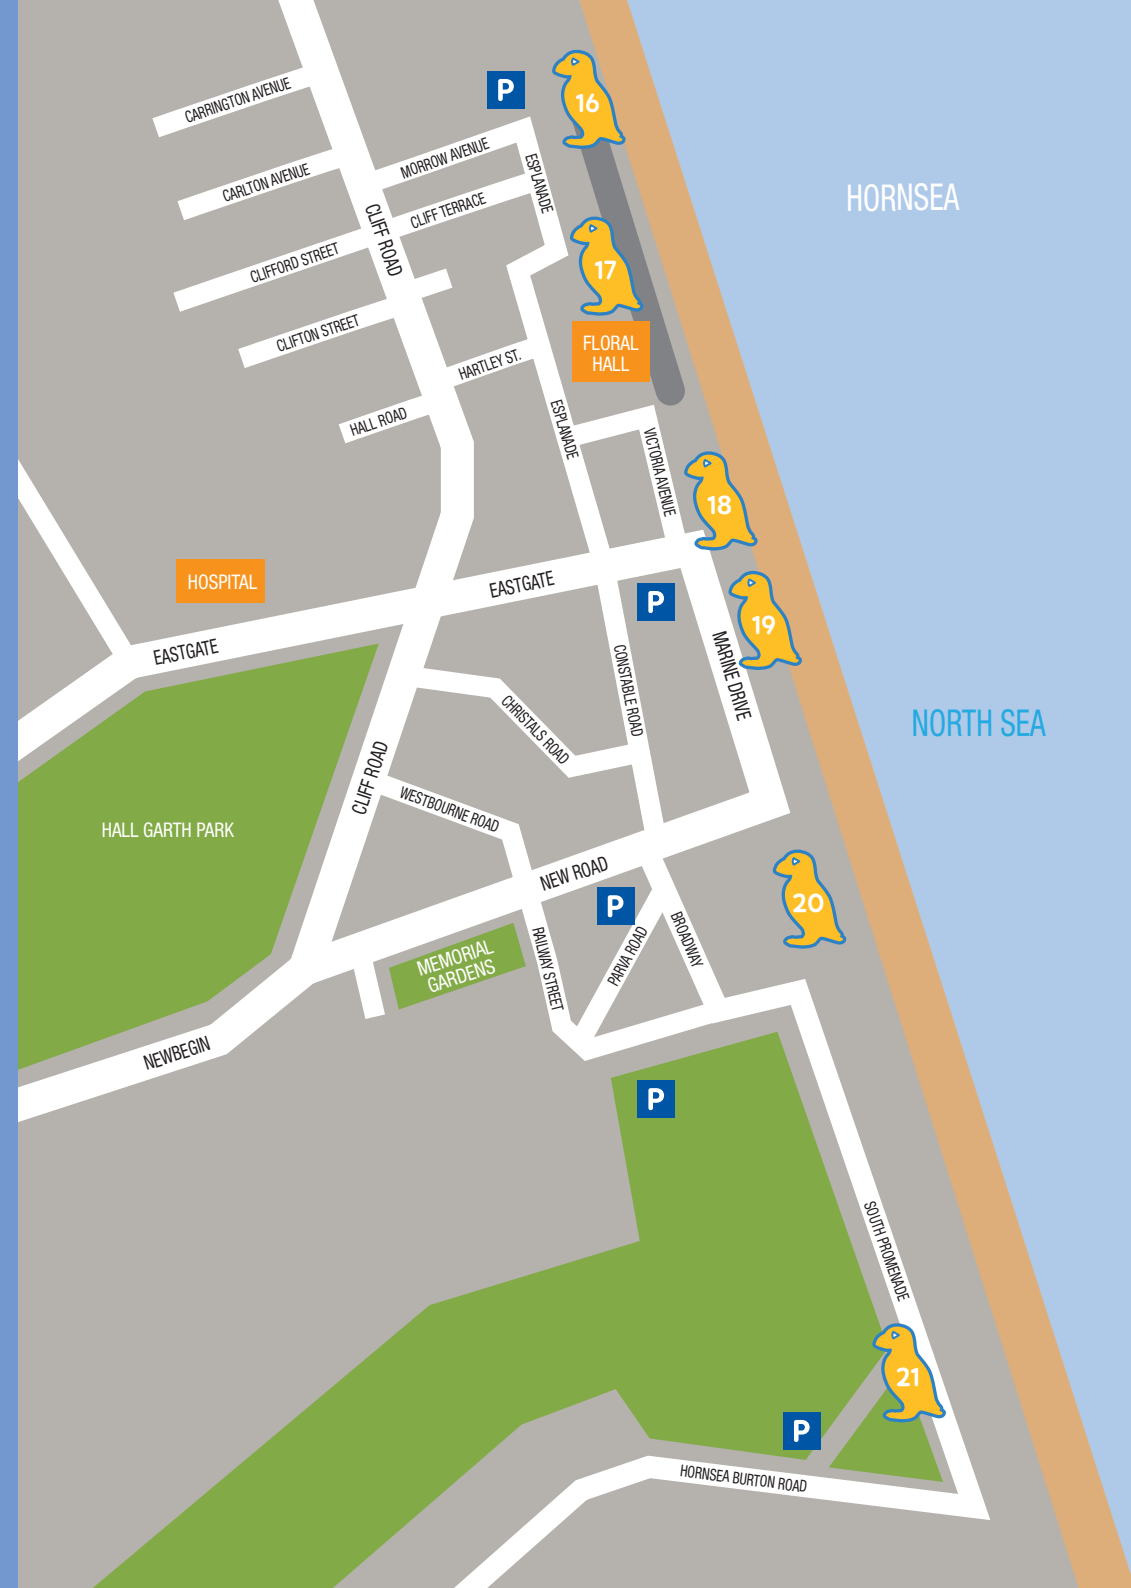 P
16
CARRINGTON AVENUE
MORROW AVENUE
ESPLANADE
CARLTON AVENUE
CLIFF TERRACE
HORNSEA
CLIFF ROAD
CLIFFORD STREET
17
CLIFTON STREET
FLORAL
HALL
HARTLEY ST.
HALL ROAD
ESPLANADE
VICTORIA AVENUE
18
HOSPITAL
EASTGATE
P
19
EASTGATE
CONSTABLE ROAD
MARINE DRIVE
NORTH SEA
CHRISTALS ROAD
CLIFF ROAD
WESTBOURNE ROAD
HALL GARTH PARK
NEW ROAD
P
20
MEMORIAL
GARDENS
RAILWAY STREET
PARVA ROAD
BROADWAY
NEWBEGIN
P
SOUTH PROMENADE
21
P
HORNSEA BURTON ROAD